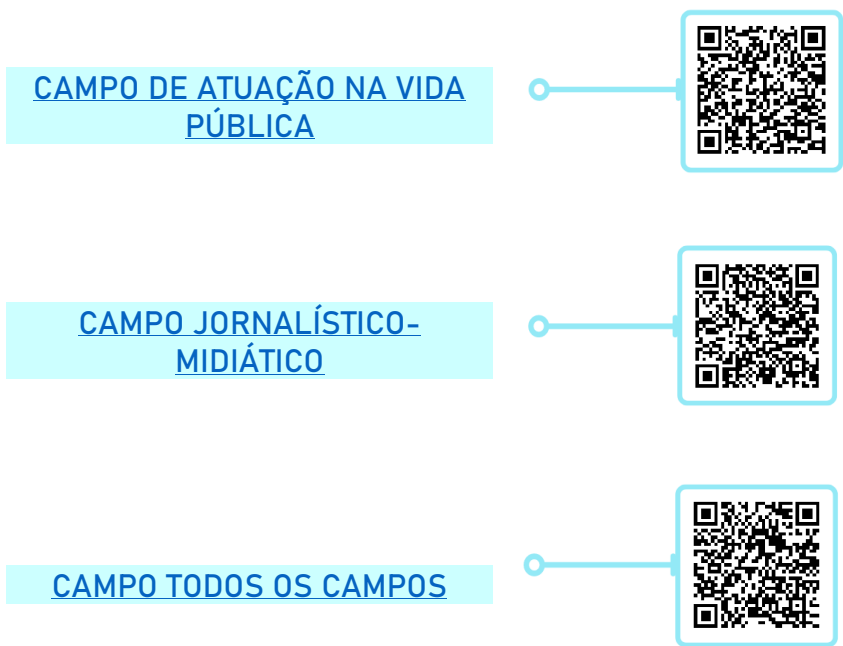 CAMPO DE ATUAÇÃO NA VIDA
PÚBLICA
CAMPO JORNALÍSTICO-
MIDIÁTICO
CAMPO TODOS OS CAMPOS